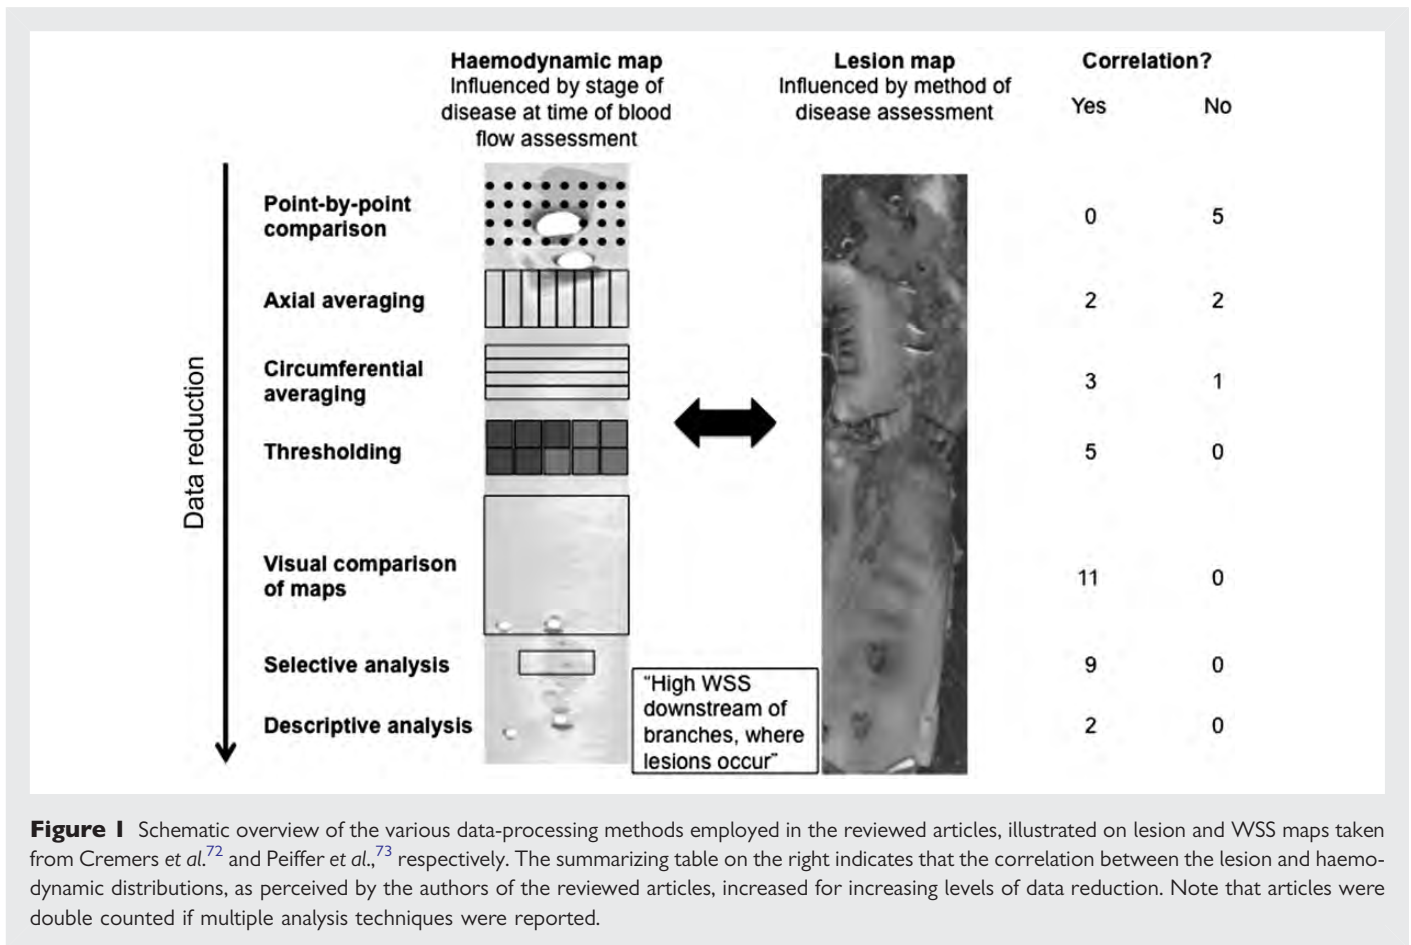 Haemodynamic map
Influenced by stage of
disease at time of blood
flow assessment
Lesion map
Influenced by method of
disease assessment
Correlation?
Yes No
Data reduction
Point-by-point
comparison
0 5
Axial averaging
2 2
Circumferential
averaging
3 1
Thresholding
5 0
Visual comparison
of maps
11 0
Selective analysis
9 0
Descriptive analysis
2 0
“High WSS
downstream of
branches, where
lesions occur”
Figure 1 Schematic overview of the various data-processing methods employed in the reviewed articles, illustrated on lesion and WSS maps taken
from Cremers et al.72 and Peiffer et al.,73 respectively. The summarizing table on the right indicates that the correlation between the lesion and haemo-
dynamic distributions, as perceived by the authors of the reviewed articles, increased for increasing levels of data reduction. Note that articles were
double counted if multiple analysis techniques were reported.